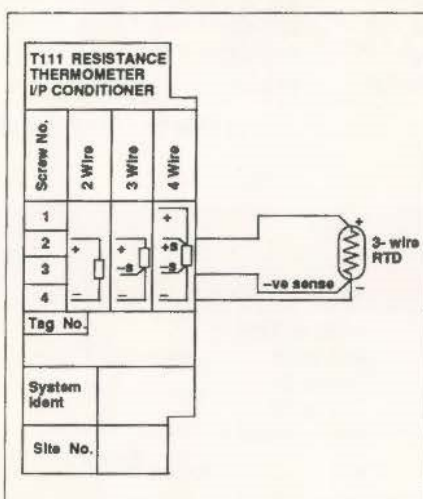 T111 RESISTANCE
THERMOMETER
I/P CONDITIONER
Screw No.
2 Wire
3 Wire
4 Wire
1
2
3
4
+
−
+
−s
−
+
+s
−s
−
Tag No.
System
Ident
Site No.
+
3- wire
RTD
−ve sense
−